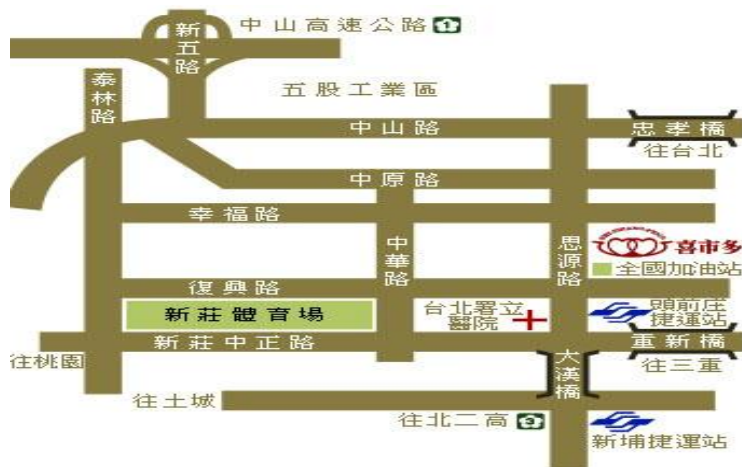 中山高速公路 1
新五路
泰林路
五股工業區
中山路
忠孝橋
往台北
中原路
幸福路
中華路
思源路
喜市多
全國加油站
復興路
新莊體育場
台北署立
醫院
頭前庄
捷運站
新莊中正路
重新橋
往桃園
往三重
大漢橋
往土城
往北二高 3
新埔捷運站